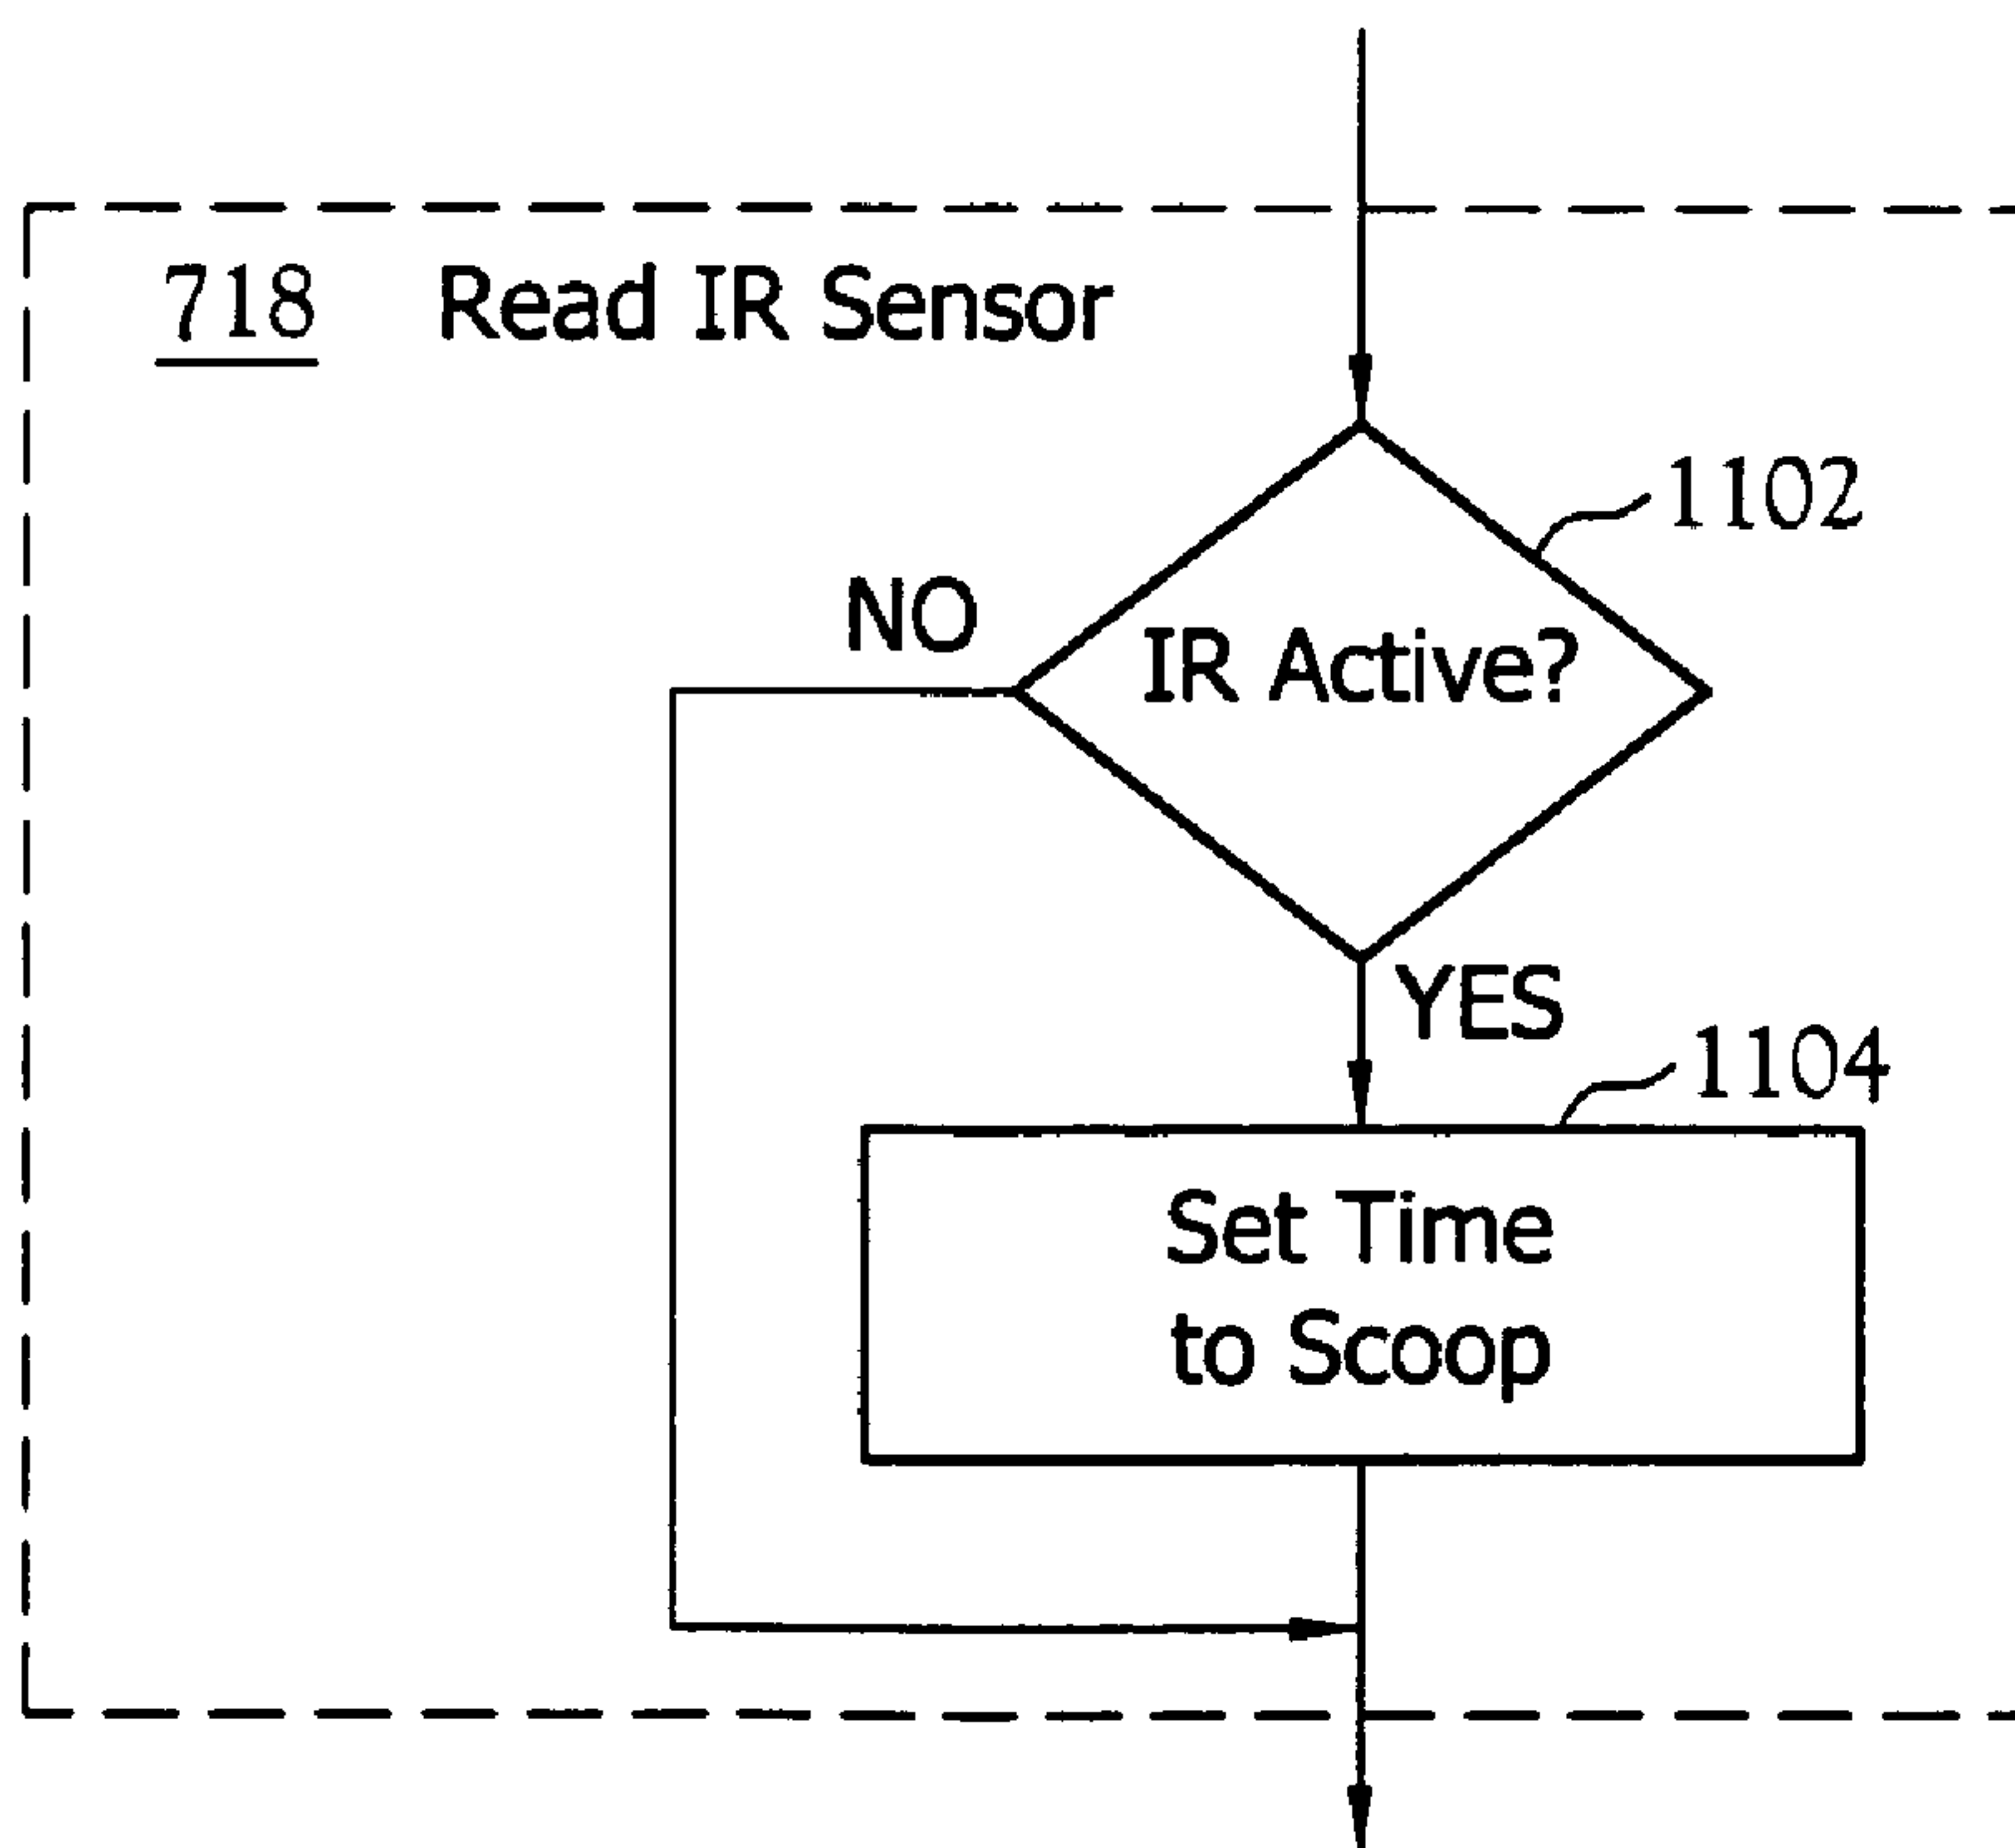 718 Read IR Sensor
1102
NO
IR Active?
YES
1104
Set Time
to Scoop